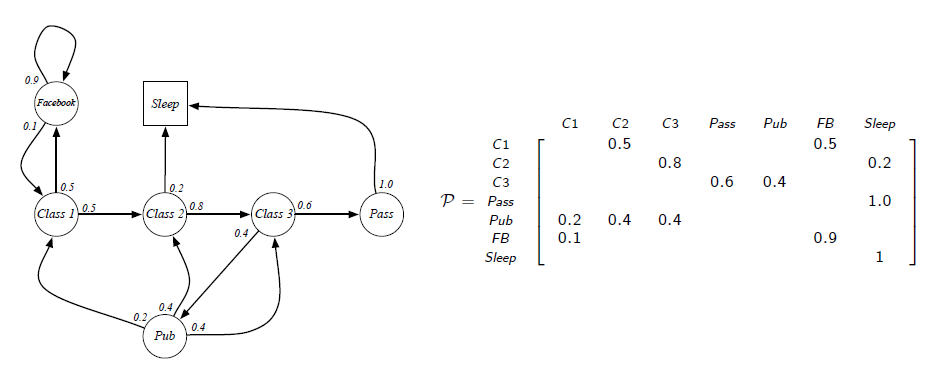 0.9
Facebook
Sleep
0.1
0.5
0.2
1.0
Class 1
0.5
Class 2
0.8
Class 3
0.6
Pass
0.4
0.4
0.2
0.4
Pub
C1 C2 C3 Pass Pub FB Sleep
C1 0.5 0.5
C2 0.8 0.2
C3 0.6 0.4
Pass 1.0
𝒫 =
Pub 0.2 0.4 0.4
FB 0.1 0.9
Sleep 1